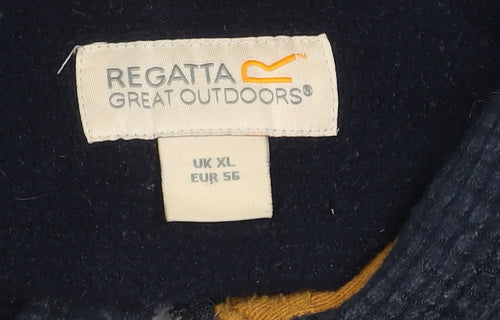 REGATTA
GREAT OUTDOORS®
UK XL
EUR 56